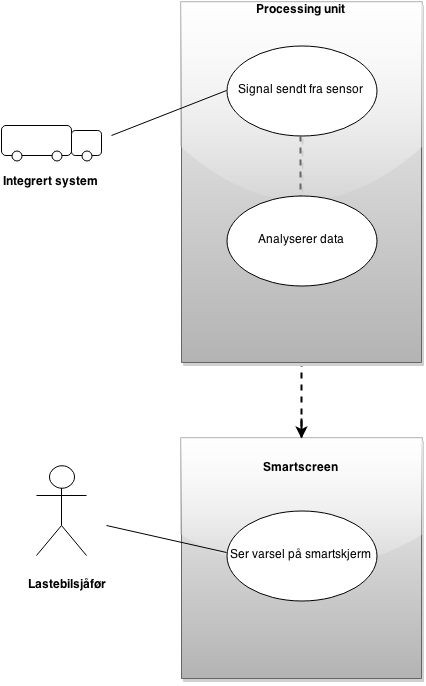 Processing unit
Signal sendt fra sensor
Integrert system
Analyserer data
Smartscreen
Ser varsel på smartskjerm
Lastebilsjåfør